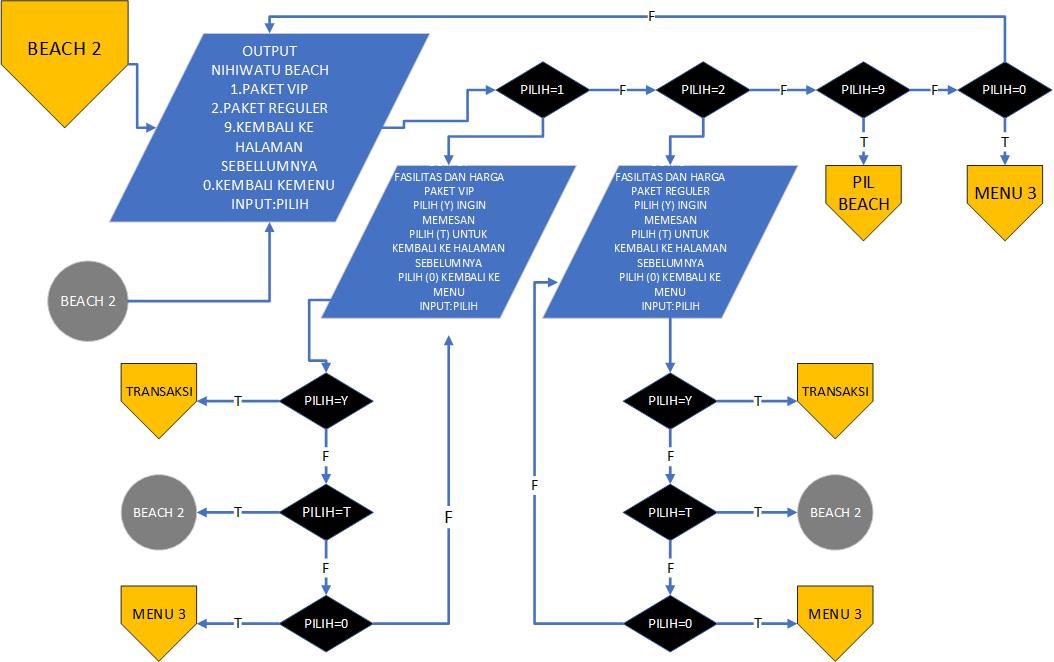 F
BEACH 2
OUTPUT
NIHIWATU BEACH
1.PAKET VIP
2.PAKET REGULER
9.KEMBALI KE
HALAMAN
SEBELLUMNYA
0.KEMBALI KEMENU
INPUT:PILIH
PILIH=1
F
PILIH=2
F
PILIH=9
F
PILIH=0
T
T
PIL
BEACH
MENU 3
FASILITAS DAN HARGA
PAKET VIP
PILIH (Y) INGIN
MEMESAN
PILIH (T) UNTUK
KEMBALI KE HALAMAN
SEBELUMNYA
PILIH (0) KEMBALI KE
MENU
INPUT:PILIH
FASILITAS DAN HARGA
PAKET REGULER
PILIH (Y) INGIN
MEMESAN
PILIH (T) UNTUK
KEMBALI KE HALAMAN
SEBELUMNYA
PILIH (0) KEMBALI KE
MENU
INPUT:PILIH
BEACH 2
TRANSAKSI
T
PILIH=Y
PILIH=Y
T
TRANSAKSI
F
F
F
BEACH 2
T
PILIH=T
F
PILIH=T
T
BEACH 2
F
F
MENU 3
T
PILIH=0
PILIH=0
T
MENU 3